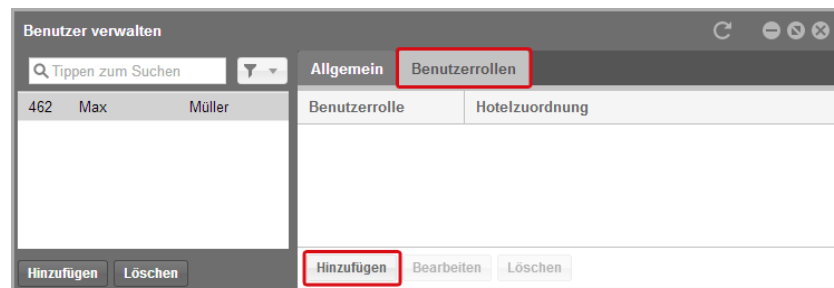 Benutzer verwalten
Tippen zum Suchen
Allgemein Benutzerrollen
462 Max Müller
Benutzerrolle Hotelzuordnung
Hinzufügen Löschen
Hinzufügen Bearbeiten Löschen